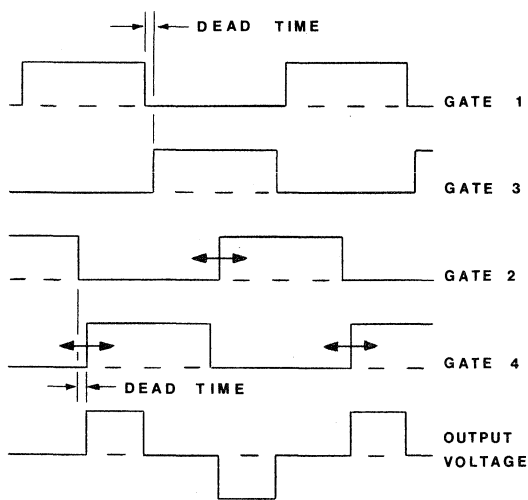 DEAD TIME
GATE 1
GATE 3
GATE 2
GATE 4
DEAD TIME
OUTPUT
VOLTAGE